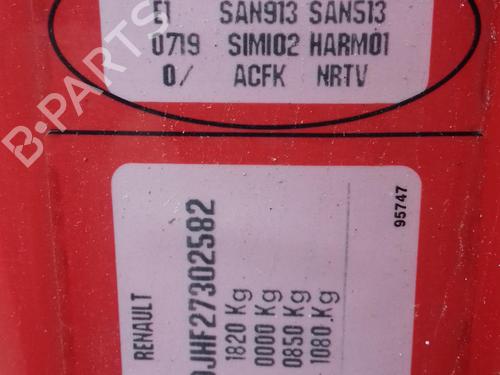 SAN913 SAN513
0719 SIMI02 HARM01
0/ ACFK NRTV
B-PARTS
95747
RENAULT
JHF27302582
1820 Kg
0000 Kg
0850 Kg
1080 Kg